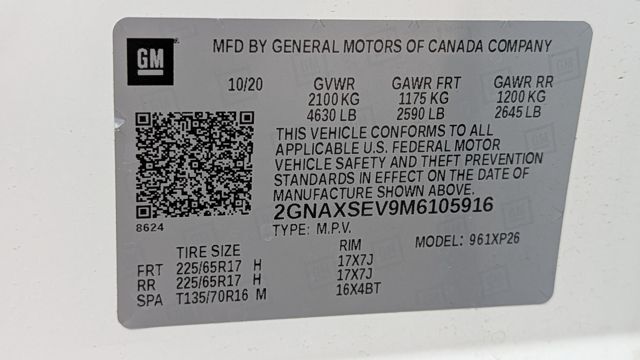 GM
MFD BY GENERAL MOTORS OF CANADA COMPANY
10/20 GVWR GAWR FRT GAWR RR
2100 KG 1175 KG 1200 KG
4630 LB 2590 LB 2645 LB
THIS VEHICLE CONFORMS TO ALL
APPLICABLE U.S. FEDERAL MOTOR
VEHICLE SAFETY AND THEFT PREVENTION
STANDARDS IN EFFECT ON THE DATE OF
MANUFACTURE SHOWN ABOVE.
2GNAXSEV9M6105916
8624
TYPE: M.P.V. MODEL: 961XP26
TIRE SIZE RIM
FRT 225/65R17 H 17X7J
RR 225/65R17 H 17X7J
SPA T135/70R16 M 16X4BT